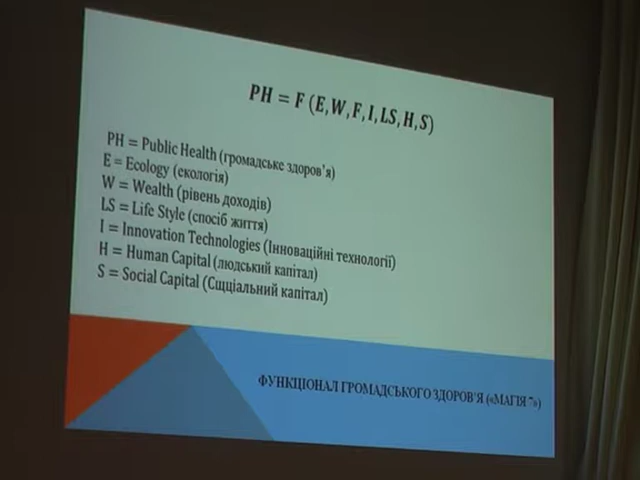 PH = F (E,W,F,I,LS,H,S)
PH = Public Health (громадське здоров'я)
E = Ecology (екологія)
W = Wealth (рівень доходів)
LS = Life Style (спосіб життя)
I = Innovation Technologies (Інноваційні технології)
H = Human Capital (людський капітал)
S = Social Capital (Сщціальний капітал)
ФУНКЦІОНАЛ ГРОМАДСЬКОГО ЗДОРОВ'Я («МАГІЯ 7»)